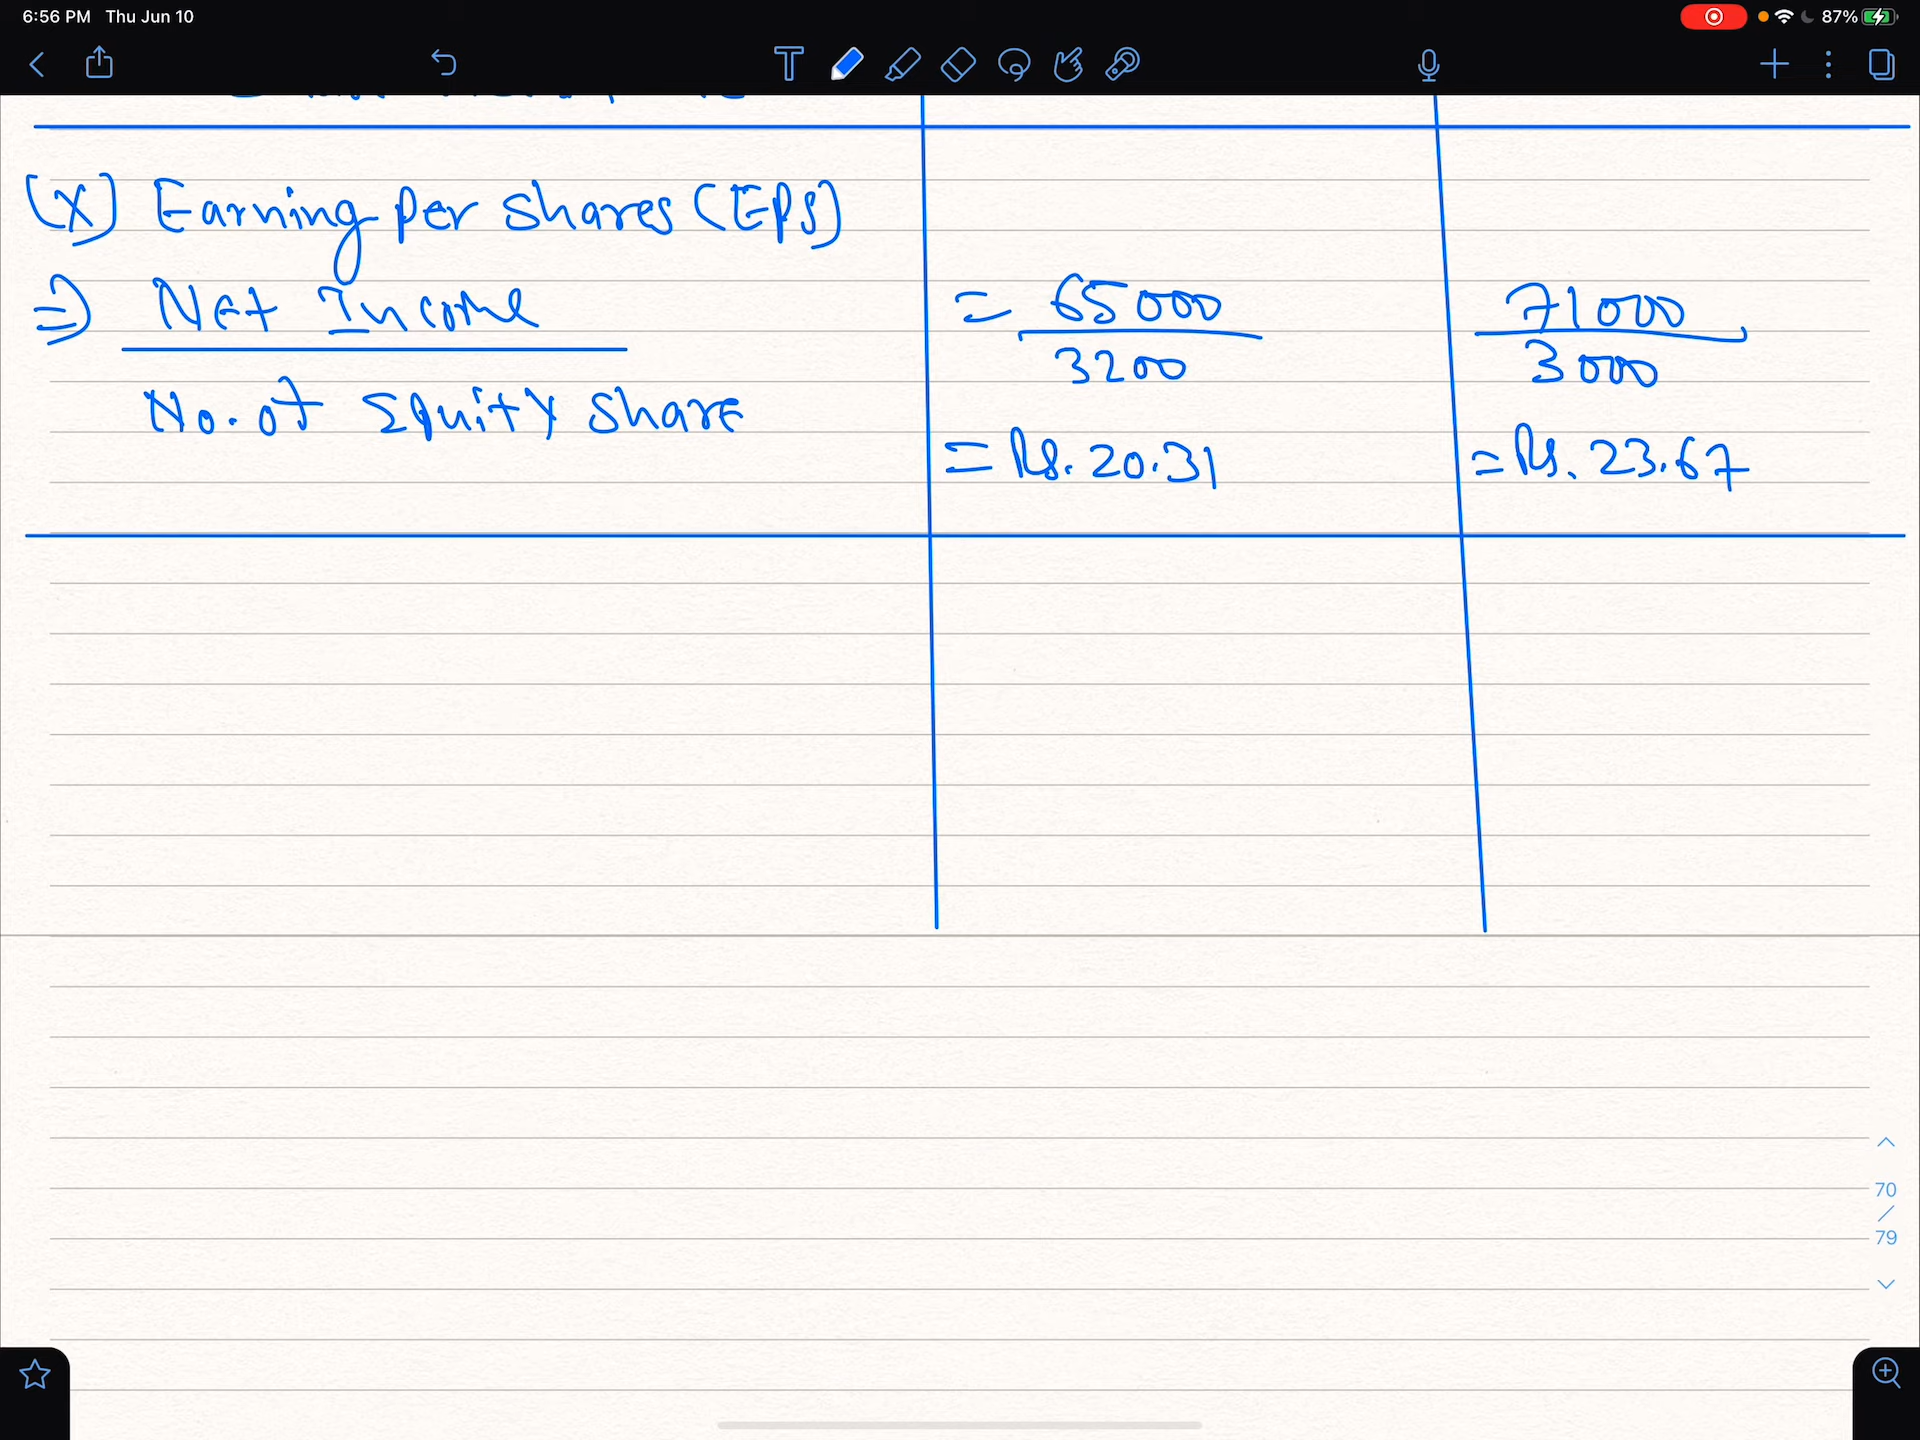 6:56 PM Thu Jun 10
87%
(X) Earning per shares (EPS)
=) Net Income
No. of Equity share
= 65000
3200
= Rs. 20.31
71000
3000
= Rs. 23.67
70
/
79